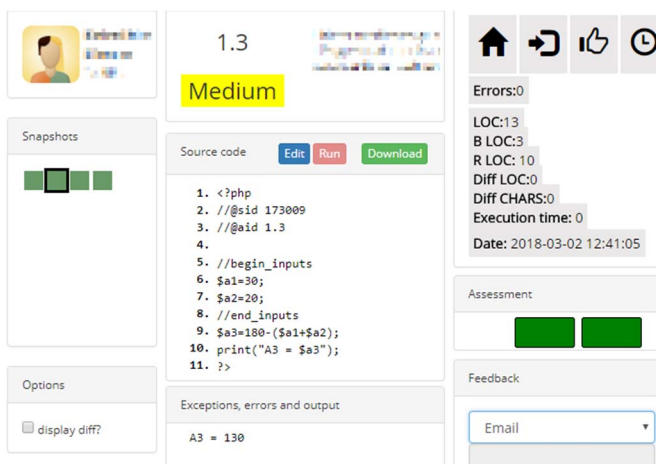 1.3
Medium
Snapshots
Options
display diff?
Source code
Edit
Run
Download
1. <?php
2. //@sid 173009
3. //@aid 1.3
4.
5. //begin_inputs
6. $a1=30;
7. $a2=20;
8. //end_inputs
9. $a3=180-($a1+$a2);
10. print("A3 = $a3");
11. ?>
Exceptions, errors and output
A3 = 130
Errors:0
LOC:13
B LOC:3
R LOC: 10
Diff LOC:0
Diff CHARS:0
Execution time: 0
Date: 2018-03-02 12:41:05
Assessment
Feedback
Email